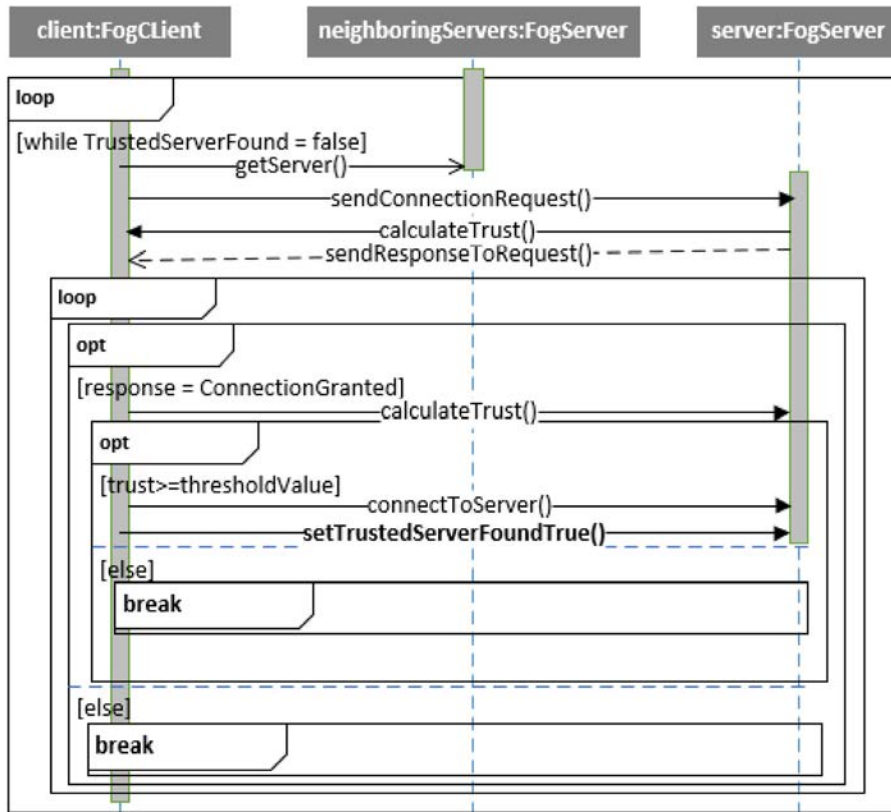 client:FogCLient
neighboringServers:FogServer
server:FogServer
loop
[while TrustedServerFound = false]
getServer()
sendConnectionRequest()
calculateTrust()
sendResponseToRequest()
loop
opt
[response = ConnectionGranted]
calculateTrust()
opt
[trust>=thresholdValue]
connectToServer()
setTrustedServerFoundTrue()
[else]
break
[else]
break